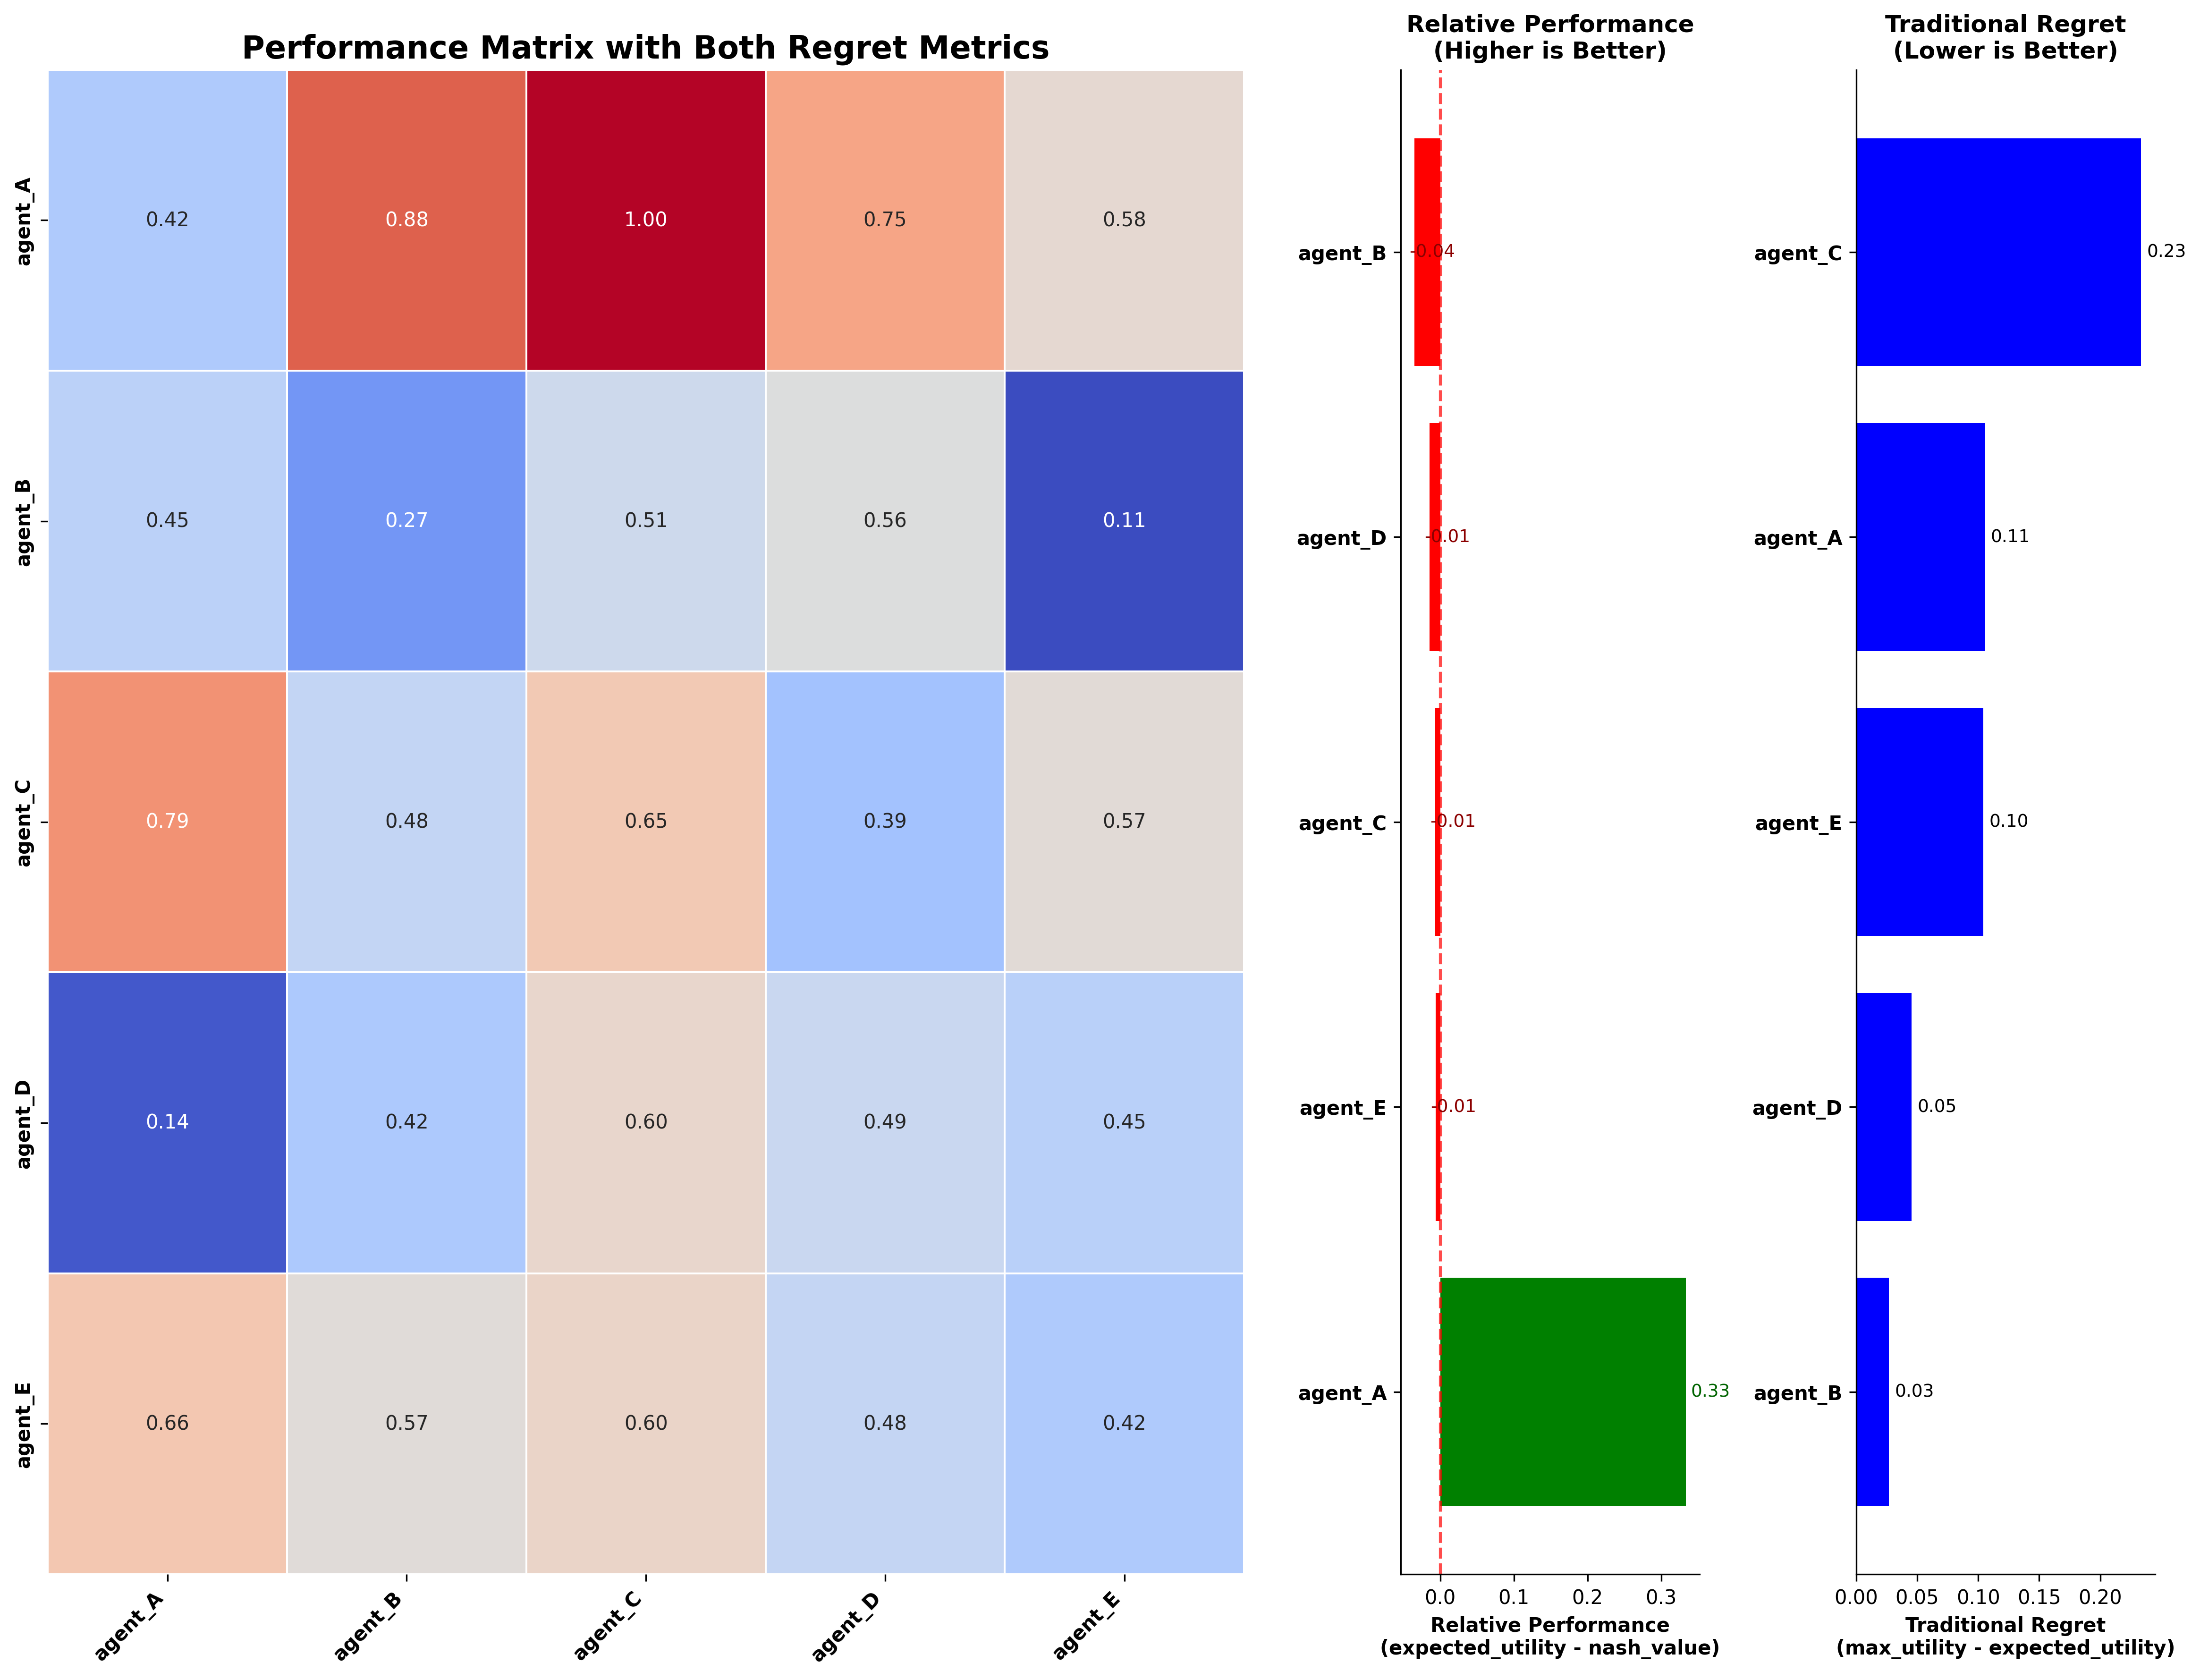 Performance Matrix with Both Regret Metrics
agent_A
0.42 0.88 1.00 0.75 0.58
agent_B
0.45 0.27 0.51 0.56 0.11
agent_C
0.79 0.48 0.65 0.39 0.57
agent_D
0.14 0.42 0.60 0.49 0.45
agent_E
0.66 0.57 0.60 0.48 0.42
agent_A agent_B agent_C agent_D agent_E
Relative Performance
(Higher is Better)
agent_B -0.04
agent_D -0.01
agent_C -0.01
agent_E -0.01
agent_A 0.33
0.0 0.1 0.2 0.3
Relative Performance
(expected_utility - nash_value)
Traditional Regret
(Lower is Better)
agent_C 0.23
agent_A 0.11
agent_E 0.10
agent_D 0.05
agent_B 0.03
0.00 0.05 0.10 0.15 0.20
Traditional Regret
(max_utility - expected_utility)